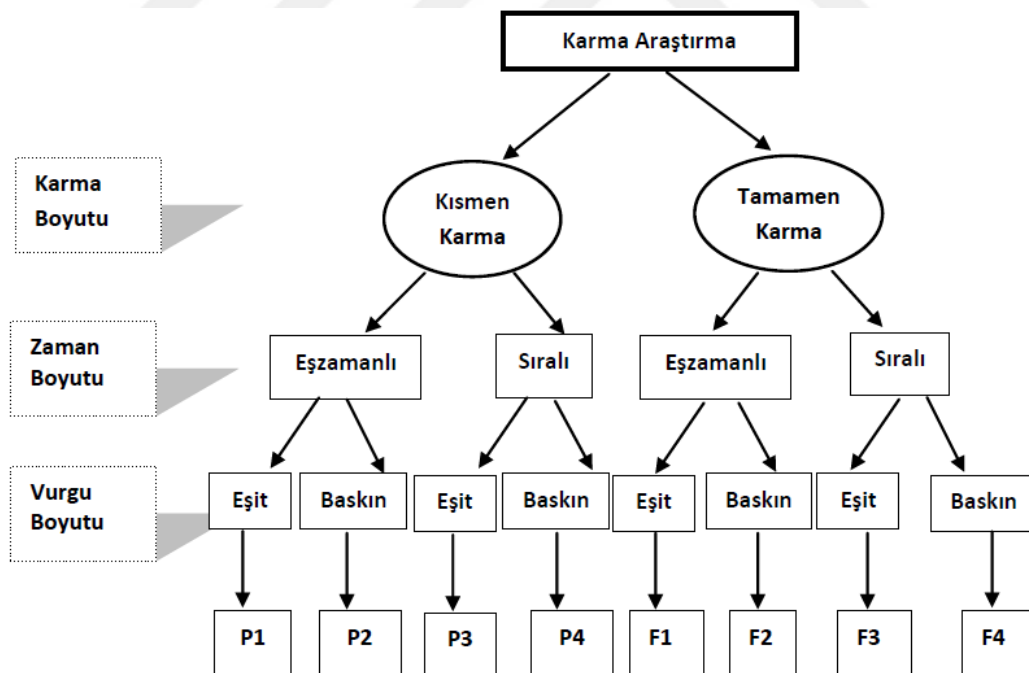 Karma Araştırma
Karma
Boyutu
Kısmen
Karma
Tamamen
Karma
Zaman
Boyutu
Eşzamanlı
Sıralı
Eşzamanlı
Sıralı
Vurgu
Boyutu
Eşit
Baskın
Eşit
Baskın
Eşit
Baskın
Eşit
Baskın
P1
P2
P3
P4
F1
F2
F3
F4